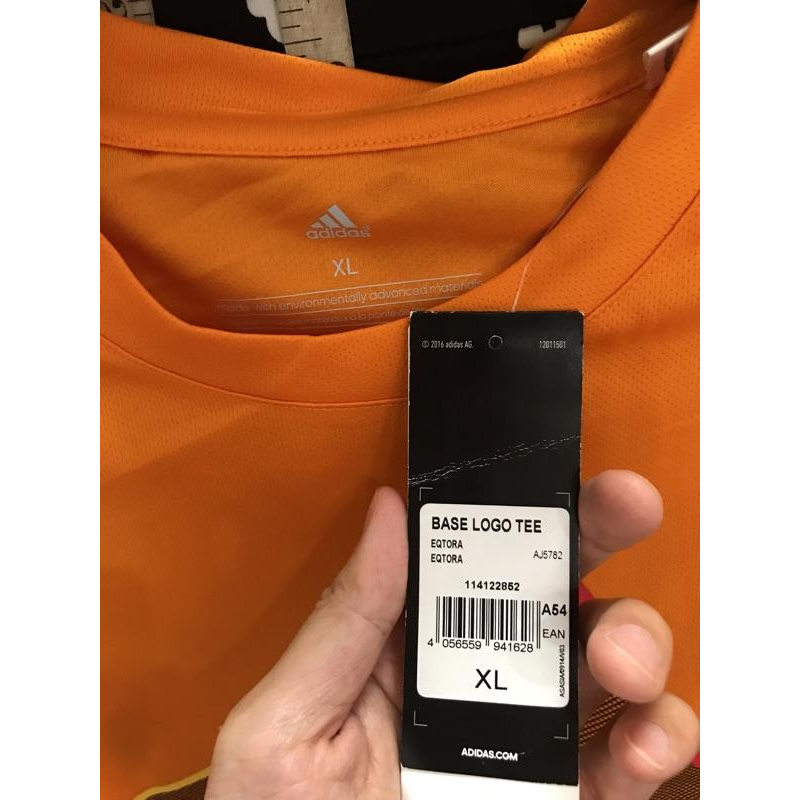 adidas
XL
made with environmentally advanced materials
© 2016 adidas AG.
12011501
BASE LOGO TEE
EQTORA
EQTORA
AJ5782
114122852
A54
EAN
4 056559 941628
XL
ADIDAS.COM